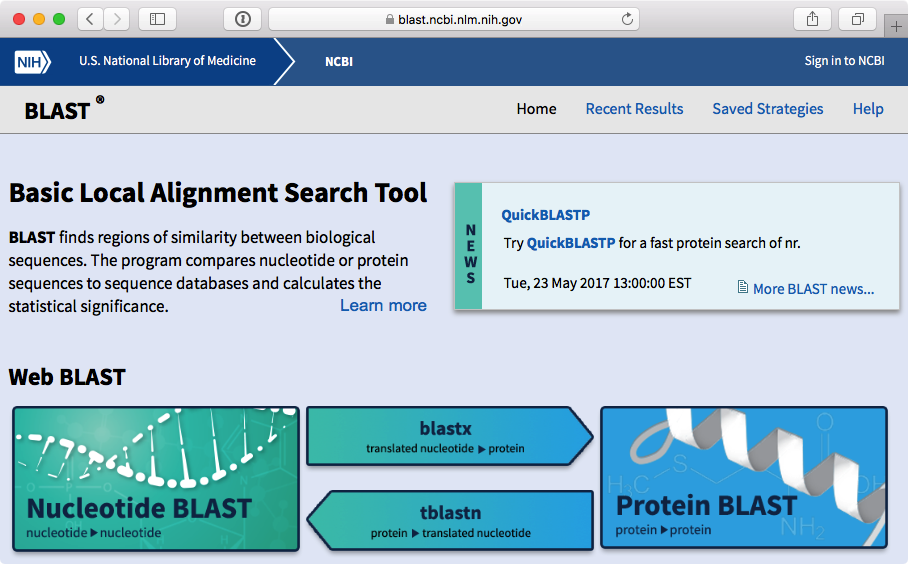 blast.ncbi.nlm.nih.gov
NIH
U.S. National Library of Medicine
NCBI
Sign in to NCBI
BLAST ®
Home
Recent Results
Saved Strategies
Help
Basic Local Alignment Search Tool
BLAST finds regions of similarity between biological
sequences. The program compares nucleotide or protein
sequences to sequence databases and calculates the
statistical significance.
Learn more
NEWS
QuickBLASTP
Try QuickBLASTP for a fast protein search of nr.
Tue, 23 May 2017 13:00:00 EST
More BLAST news...
Web BLAST
Nucleotide BLAST
nucleotide ▶ nucleotide
blastx
translated nucleotide ▶ protein
tblastn
protein ▶ translated nucleotide
O
H₃C
S
OH
NH₂
Protein BLAST
protein ▶ protein